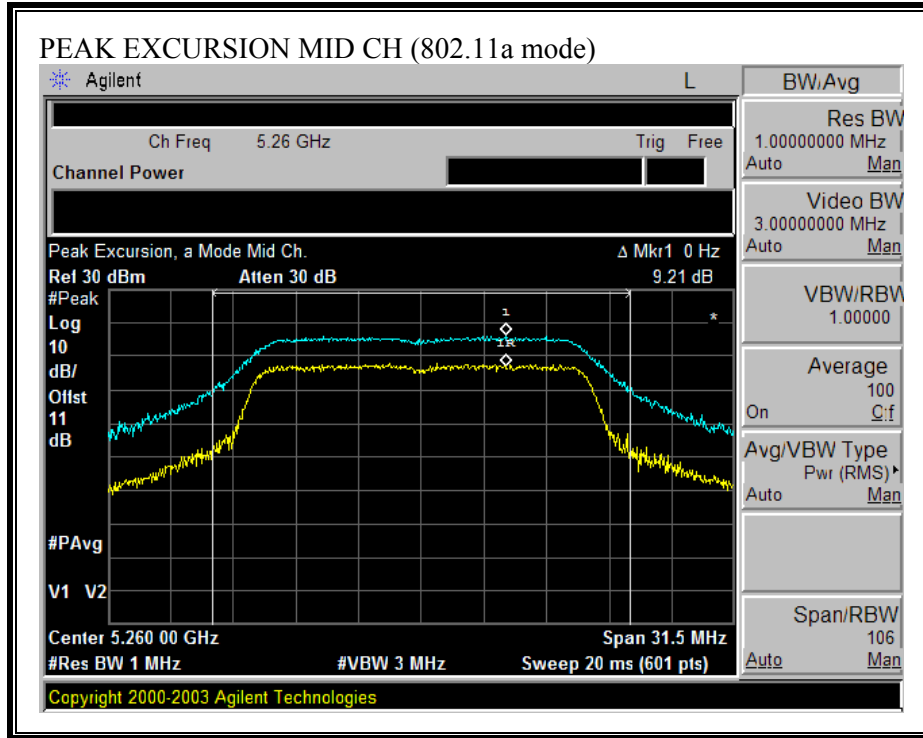 PEAK EXCURSION MID CH (802.11a mode)
Agilent L BW/Avg
Ch Freq 5.26 GHz Trig Free
Channel Power
Res BW
1.00000000 MHz
Auto Man
Video BW
3.00000000 MHz
Auto Man
Peak Excursion, a Mode Mid Ch. Δ Mkr1 0 Hz
Ref 30 dBm Atten 30 dB 9.21 dB
#Peak
Log
10
dB/
Offst
11
dB
1
1R
*
VBW/RBW
1.00000
Average
100
On Off
Avg/VBW Type
Pwr (RMS)
Auto Man
#PAvg
V1 V2
Span/RBW
106
Auto Man
Center 5.260 00 GHz Span 31.5 MHz
#Res BW 1 MHz #VBW 3 MHz Sweep 20 ms (601 pts)
Copyright 2000-2003 Agilent Technologies